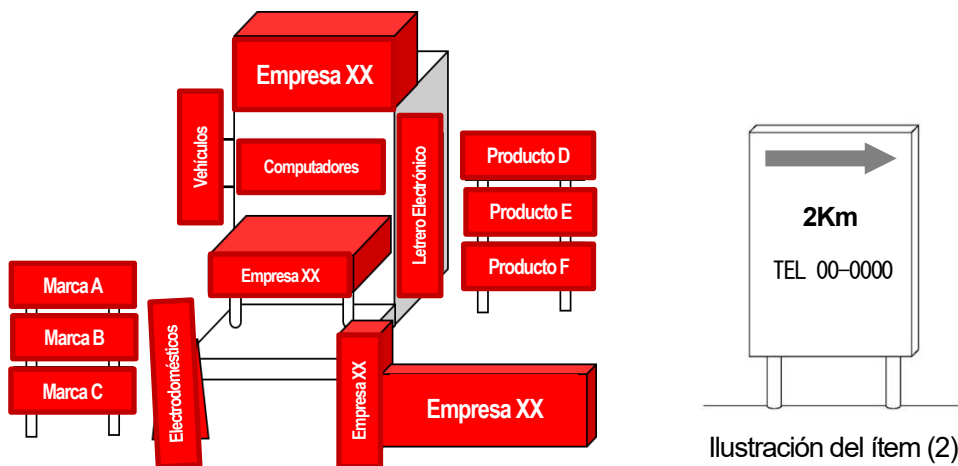 Empresa XX
Vehículos
Computadores
Letrero Electrónico
Producto D
Producto E
Producto F
Empresa XX
Marca A
Marca B
Marca C
Electrodomésticos
Empresa XX
Empresa XX
2Km
TEL 00-0000
Ilustración del ítem (2)